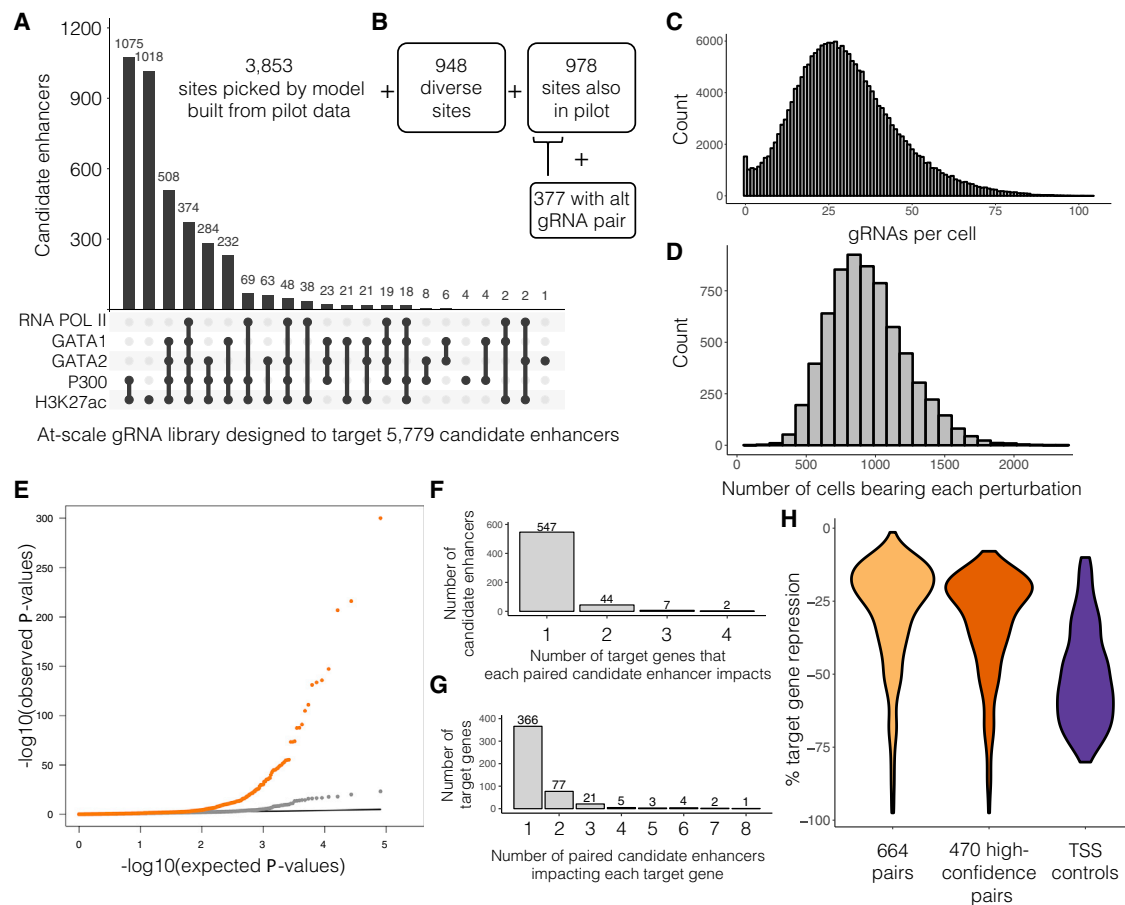 A
1200
900
600
300
Candidate enhancers
1075
1018
508
374
284
232
69
63
48
38
23
21
21
19
18
8
6
4
4
2
2
1
RNA POL II
GATA1
GATA2
P300
H3K27ac
At-scale gRNA library designed to target 5,779 candidate enhancers
B
3,853
sites picked by model
built from pilot data
+
948
diverse
sites
+
978
sites also
in pilot
+
377 with alt
gRNA pair
C
6000
4000
2000
0
Count
0
25
50
75
100
gRNAs per cell
D
750
500
250
0
Count
0
500
1000
1500
2000
Number of cells bearing each perturbation
E
300
250
200
150
100
50
0
-log10(observed P-values)
0
1
2
3
4
5
-log10(expected P-values)
F
600
400
200
0
Number of
candidate enhancers
547
44
7
2
1
2
3
4
Number of target genes that
each paired candidate enhancer impacts
G
400
300
200
100
0
Number of
target genes
366
77
21
5
3
4
2
1
1
2
3
4
5
6
7
8
Number of paired candidate enhancers
impacting each target gene
H
0
−25
−50
−75
−100
% target gene repression
664
pairs
470 high-
confidence
pairs
TSS
controls